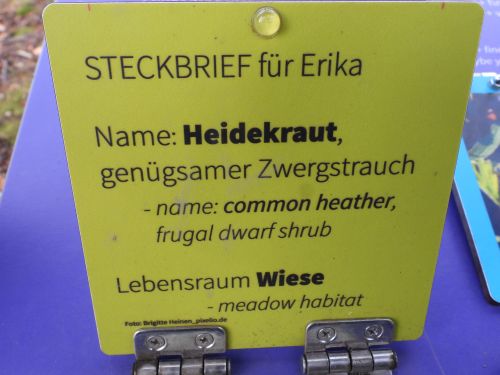 STECKBRIEF für Erika
Name: Heidekraut,
genügsamer Zwergstrauch
- name: common heather,
frugal dwarf shrub
Lebensraum Wiese
- meadow habitat
Foto: Brigitte Heinen_pixelio.de